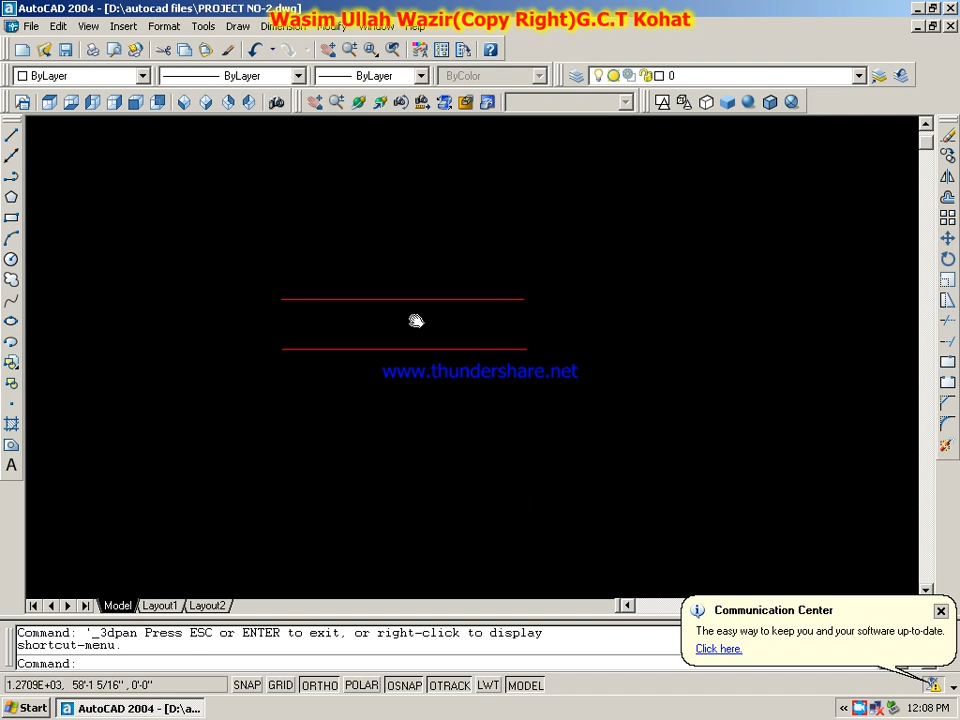 AutoCAD 2004 - [D:\autocad files\PROJECT NO-2.dwg]
Wasim Ullah Wazir(Copy Right)G.C.T Kohat
File Edit View Insert Format Tools Draw Dimension Modify Window Help
ByLayer ByLayer ByLayer ByColor 0
www.thundershare.net
Model Layout1 Layout2
Communication Center
The easy way to keep you and your software up-to-date.
Click here.
Command: '_3dpan Press ESC or ENTER to exit, or right-click to display
shortcut-menu.
Command:
1.2709E+03, 58'-1 5/16", 0'-0" SNAP GRID ORTHO POLAR OSNAP OTRACK LWT MODEL
Start AutoCAD 2004 - [D:\a... 12:08 PM